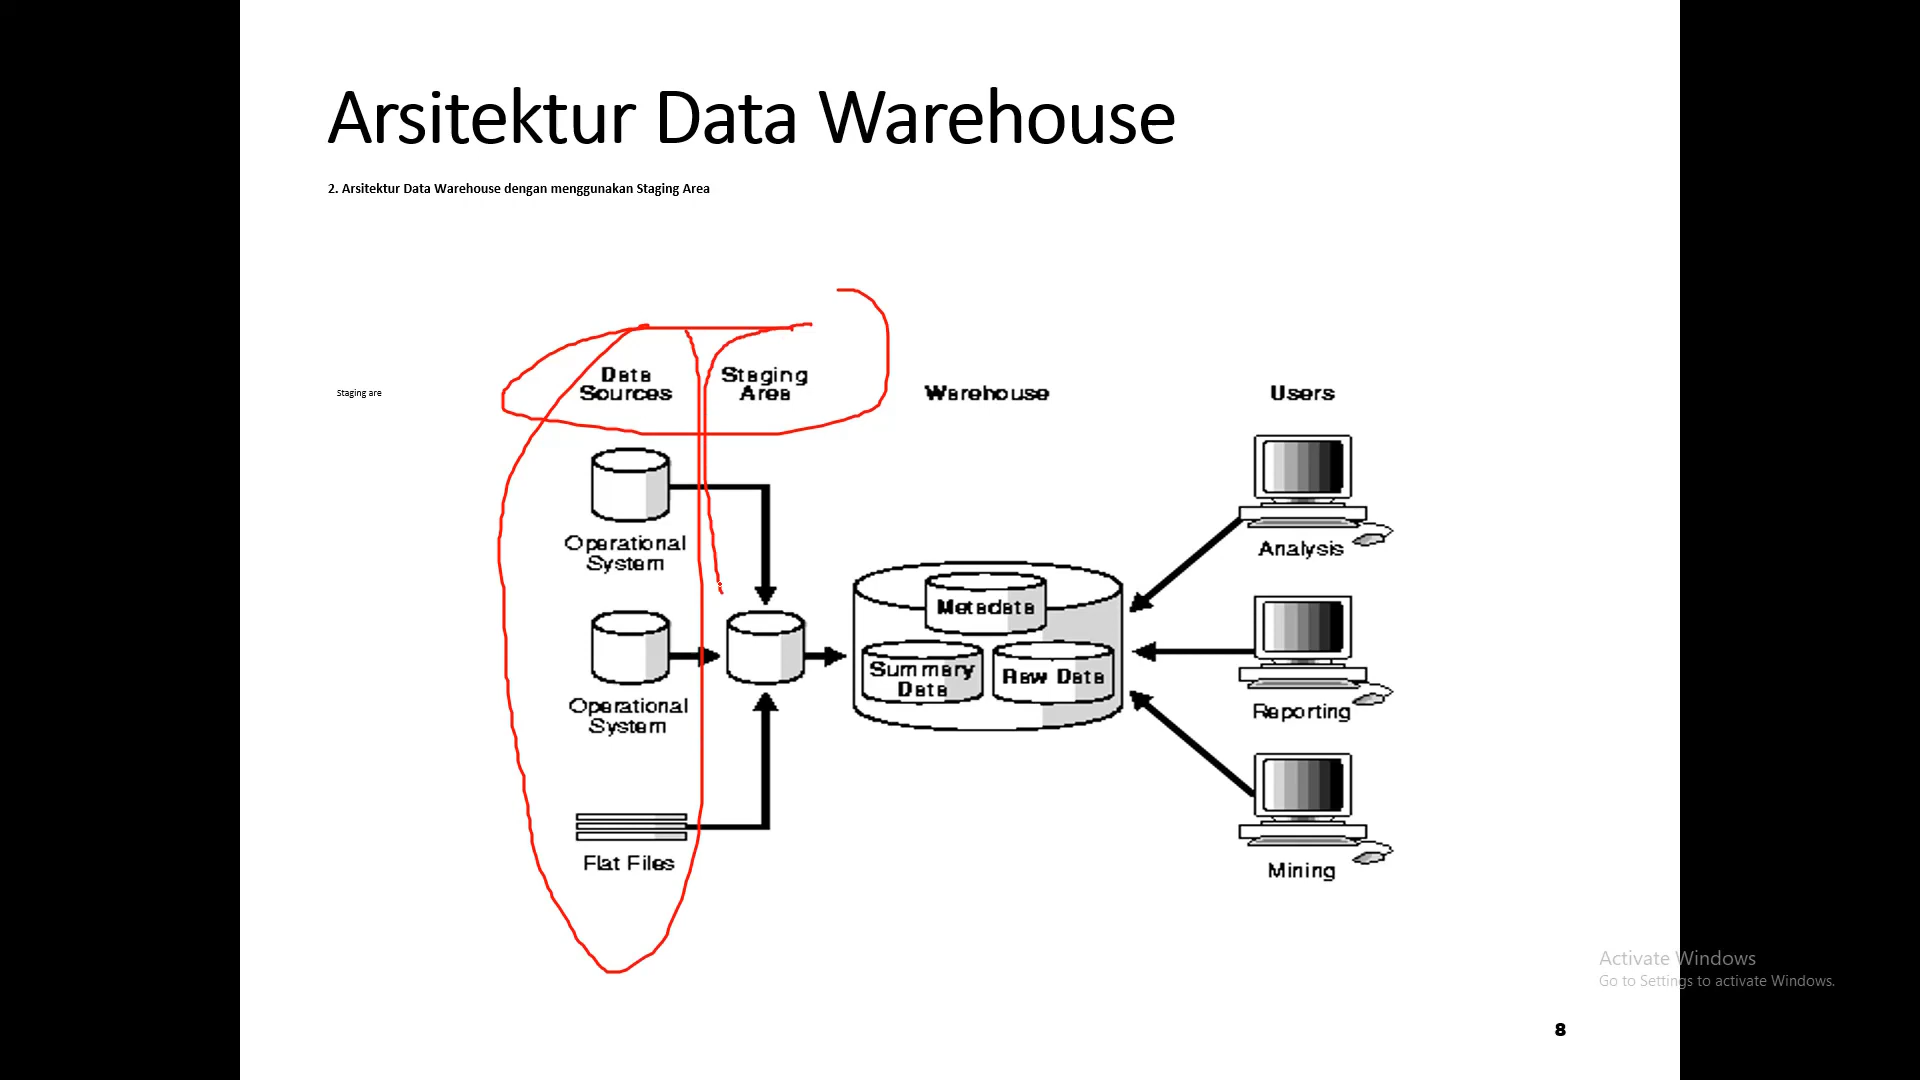 Arsitektur Data Warehouse
2. Arsitektur Data Warehouse dengan menggunakan Staging Area
Staging are
Data
Sources
Staging
Area
Warehouse
Users
Operational
System
Operational
System
Flat Files
Metadata
Summary
Data
Raw Data
Analysis
Reporting
Mining
Activate Windows
Go to Settings to activate Windows.
8